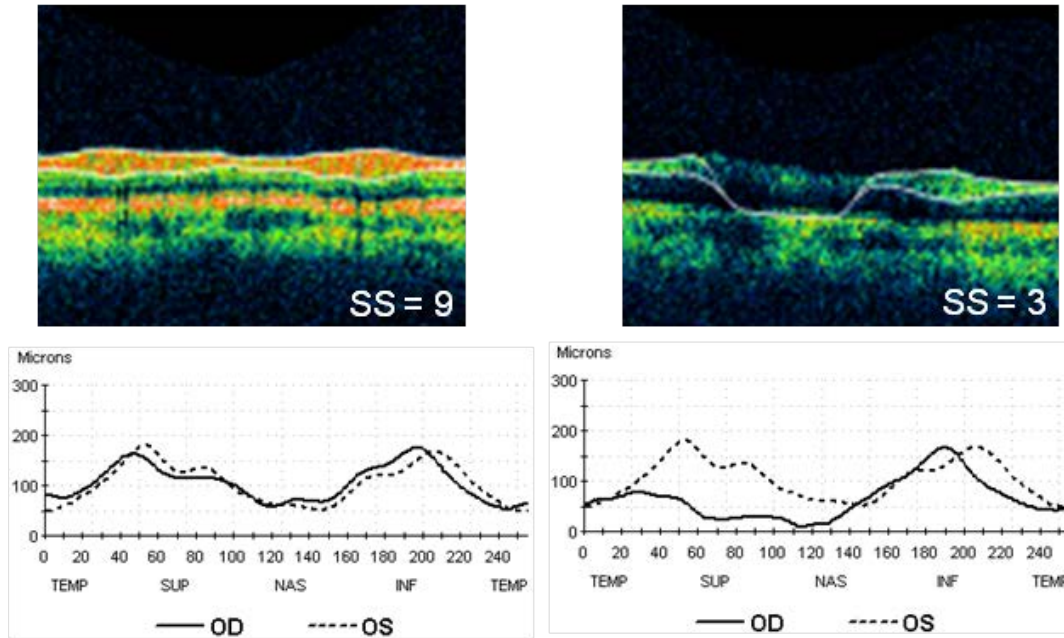 SS = 9
SS = 3
Microns
300
200
100
0
0 20 40 60 80 100 120 140 160 180 200 220 240
TEMP SUP NAS INF TEMP
OD OS
Microns
300
200
100
0
0 20 40 60 80 100 120 140 160 180 200 220 240
TEMP SUP NAS INF TEMP
OD OS